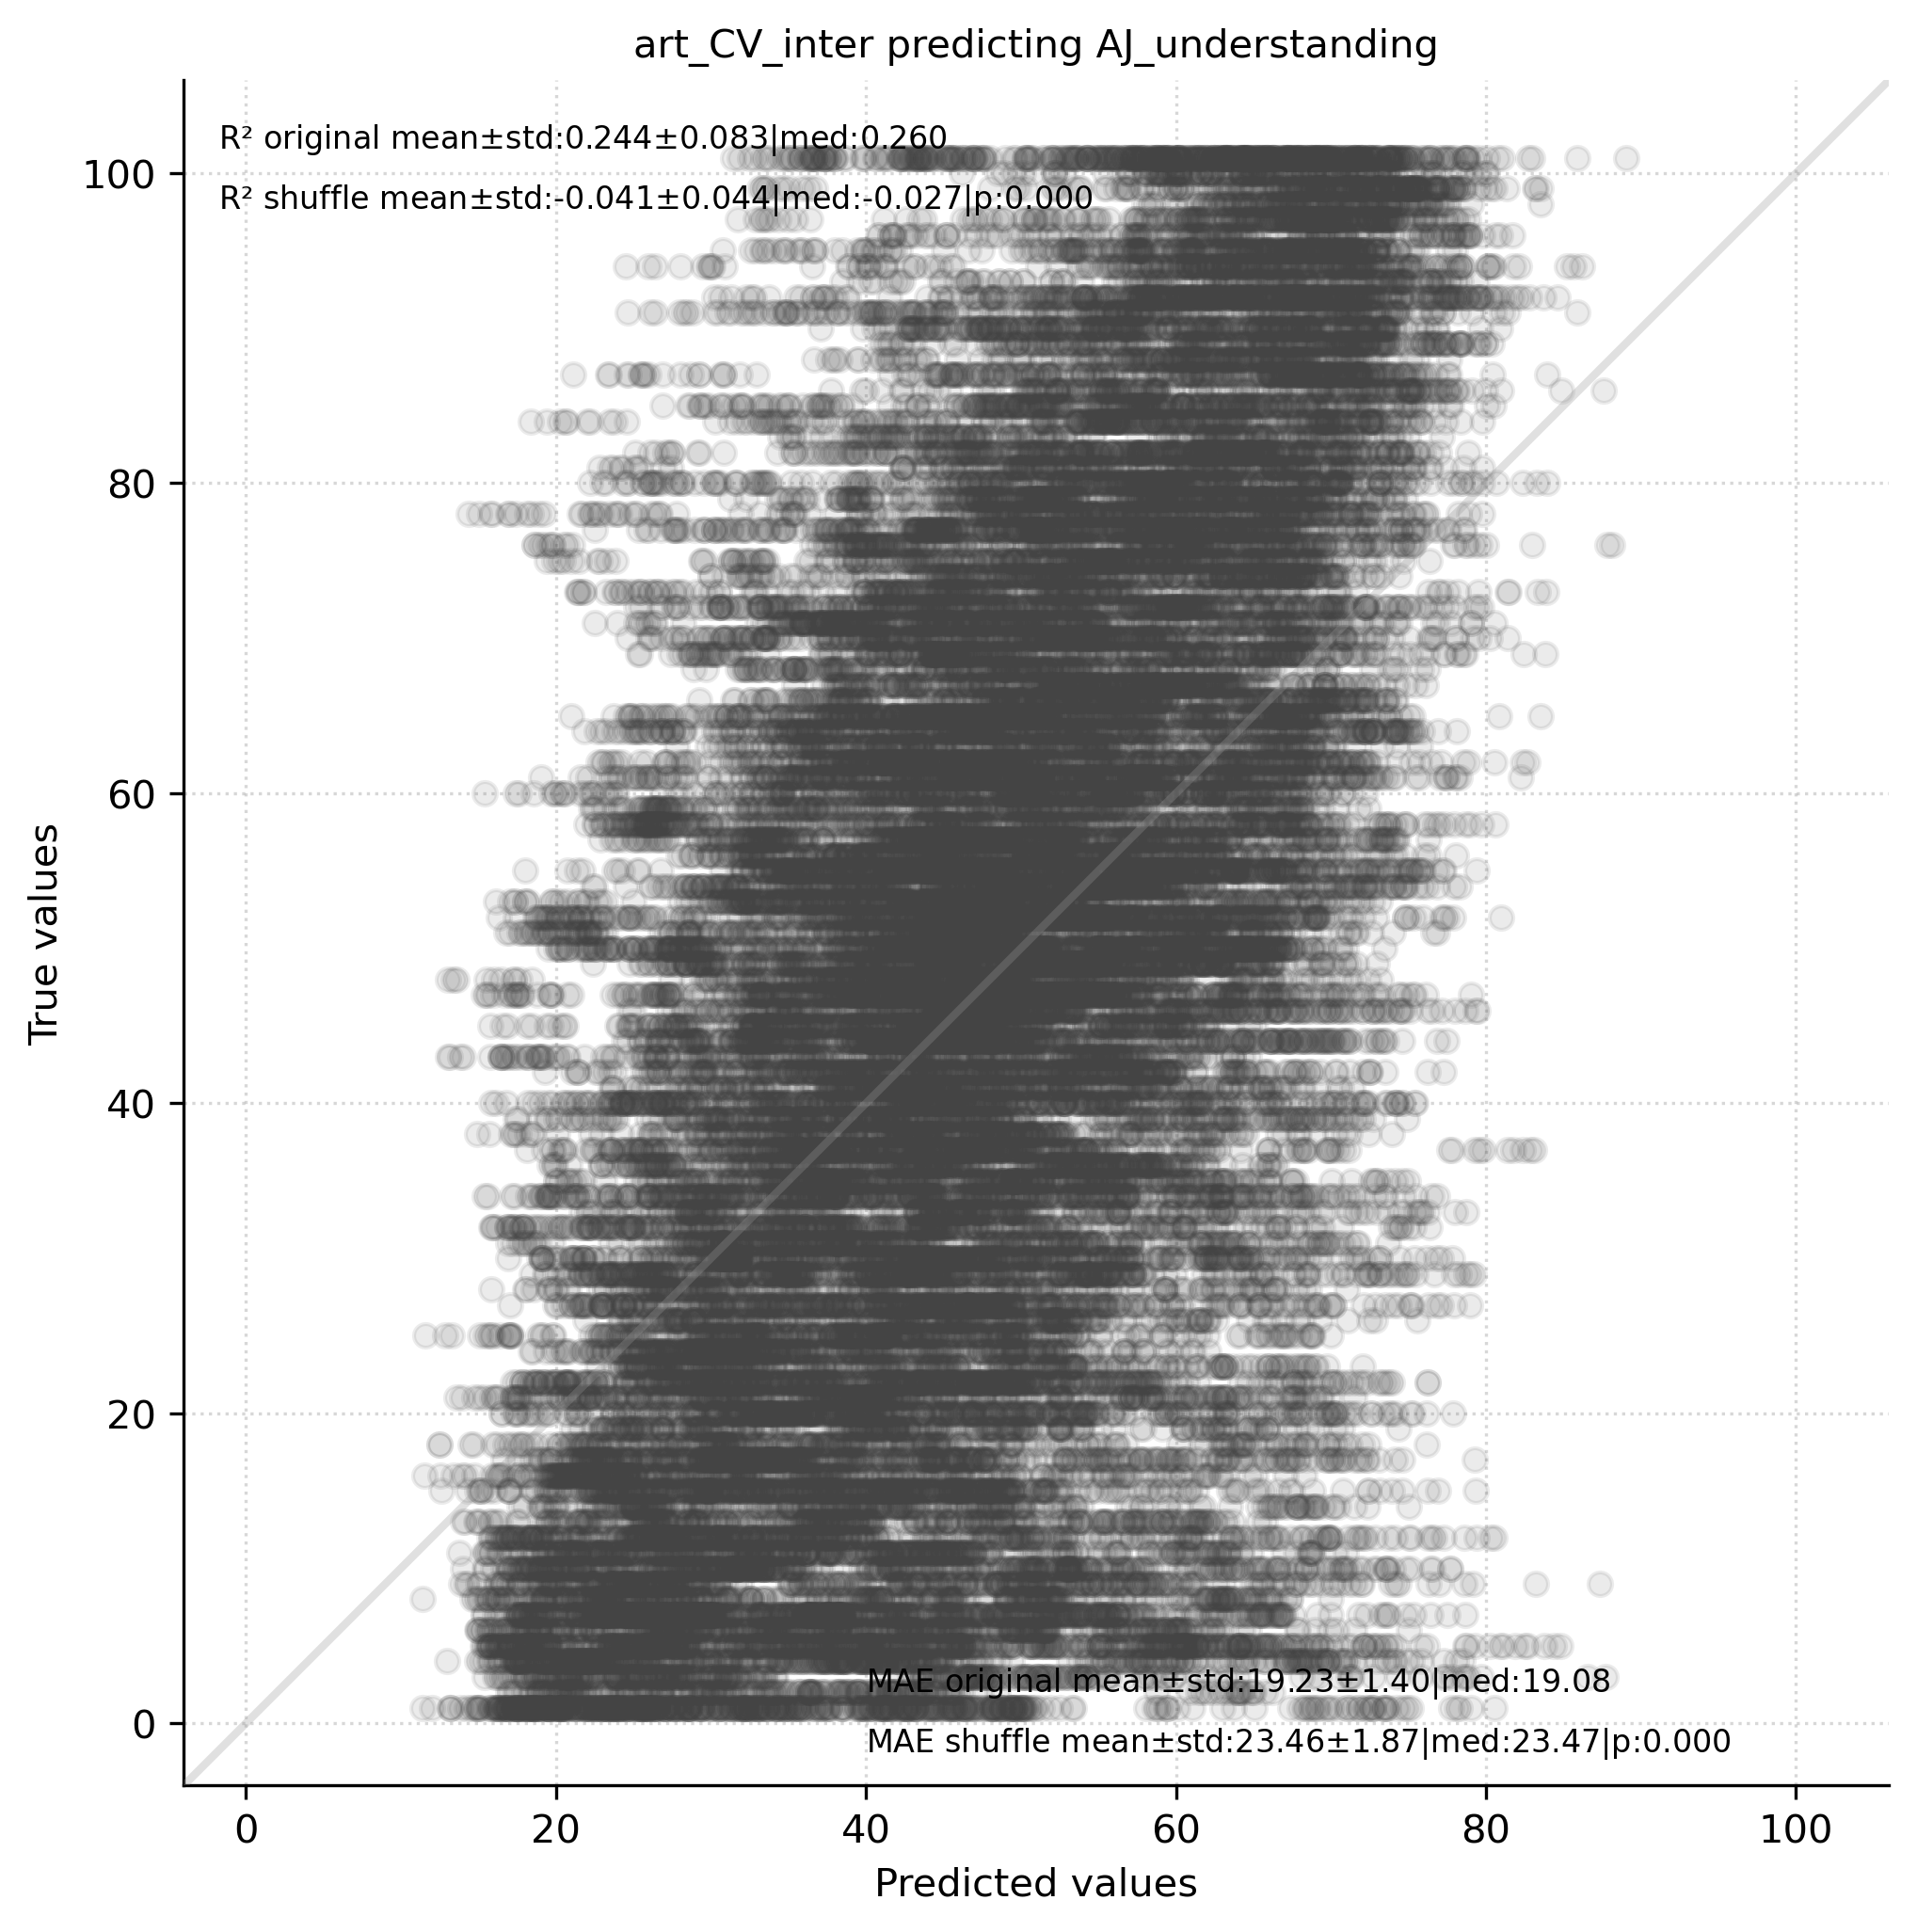 art_CV_inter predicting AJ_understanding
R² original mean±std:0.244±0.083|med:0.260
R² shuffle mean±std:-0.041±0.044|med:-0.027|p:0.000
100
80
60
40
20
0
True values
MAE original mean±std:19.23±1.40|med:19.08
MAE shuffle mean±std:23.46±1.87|med:23.47|p:0.000
0 20 40 60 80 100
Predicted values